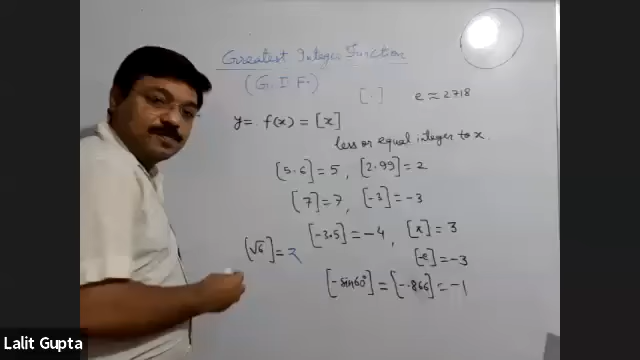 Greatest Integer Function
(G.I.F.)
[.] e ≈ 2.718
y = f(x) = [x]
less or equal integer to x.
[5.6] = 5, [2.99] = 2
[7] = 7, [-3] = -3
[-3.5] = -4, [π] = 3
[√6] = 2
[-e] = -3
[-sin60°] = [-.866] = -1
Lalit Gupta